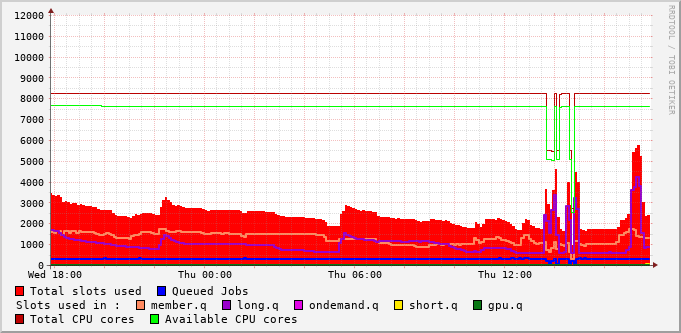 12000
11000
10000
9000
8000
7000
6000
5000
4000
3000
2000
1000
0
Wed 18:00 Thu 00:00 Thu 06:00 Thu 12:00
Total slots used Queued Jobs
Slots used in : member.q long.q ondemand.q short.q gpu.q
Total CPU cores Available CPU cores
RRDTOOL / TOBI OETIKER